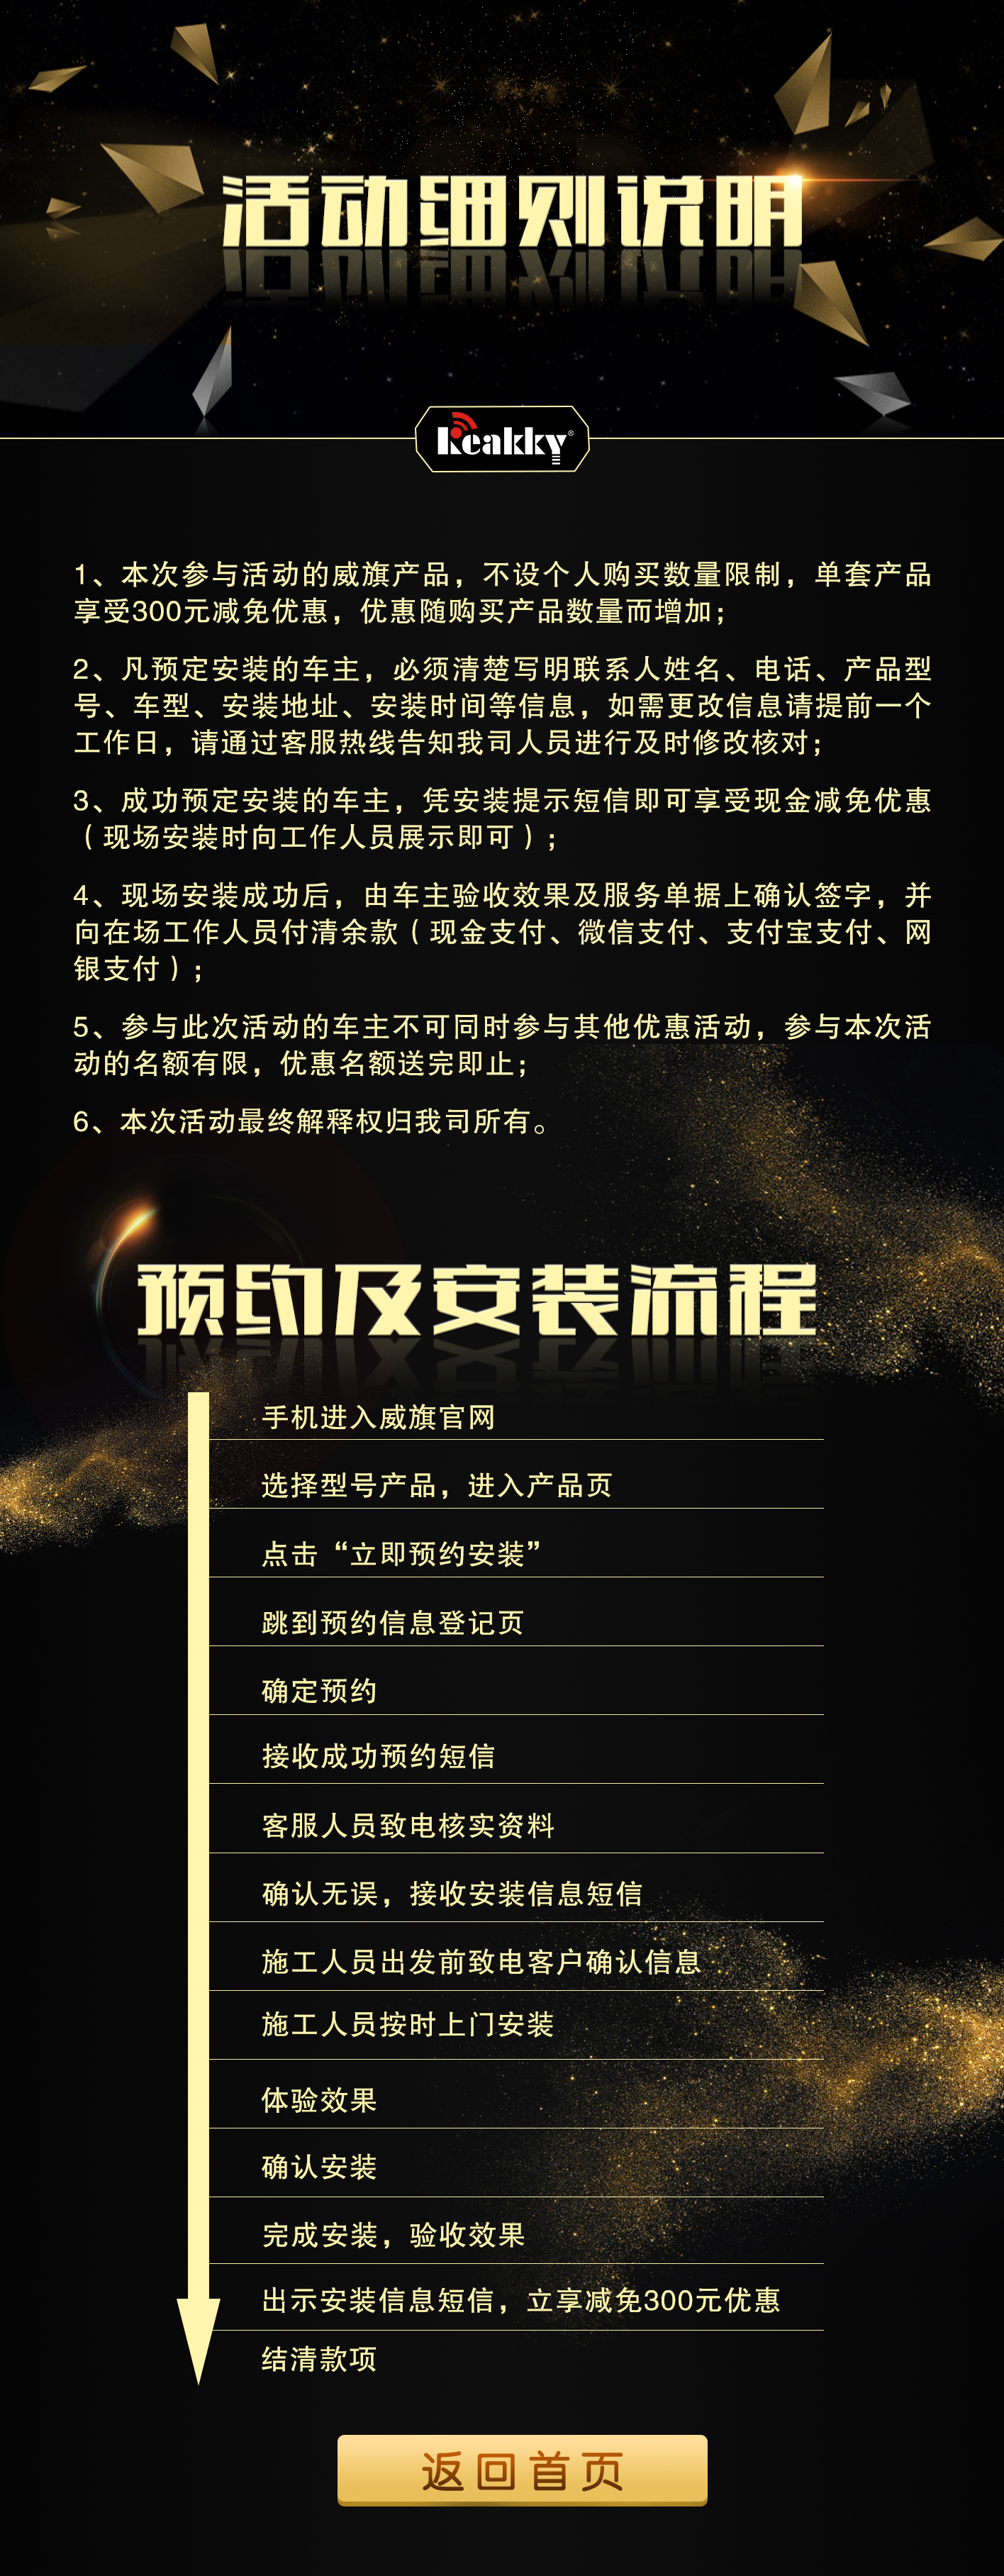 活动细则说明
Keakky®
1、本次参与活动的威旗产品，不设个人购买数量限制，单套产品
享受300元减免优惠，优惠随购买产品数量而增加；
2、凡预定安装的车主，必须清楚写明联系人姓名、电话、产品型
号、车型、安装地址、安装时间等信息，如需更改信息请提前一个
工作日，请通过客服热线告知我司人员进行及时修改核对；
3、成功预定安装的车主，凭安装提示短信即可享受现金减免优惠
（现场安装时向工作人员展示即可）；
4、现场安装成功后，由车主验收效果及服务单据上确认签字，并
向在场工作人员付清余款（现金支付、微信支付、支付宝支付、网
银支付）；
5、参与此次活动的车主不可同时参与其他优惠活动，参与本次活
动的名额有限，优惠名额送完即止；
6、本次活动最终解释权归我司所有。
预约及安装流程
手机进入威旗官网
选择型号产品，进入产品页
点击“立即预约安装”
跳到预约信息登记页
确定预约
接收成功预约短信
客服人员致电核实资料
确认无误，接收安装信息短信
施工人员出发前致电客户确认信息
施工人员按时上门安装
体验效果
确认安装
完成安装，验收效果
出示安装信息短信，立享减免300元优惠
结清款项
返回首页